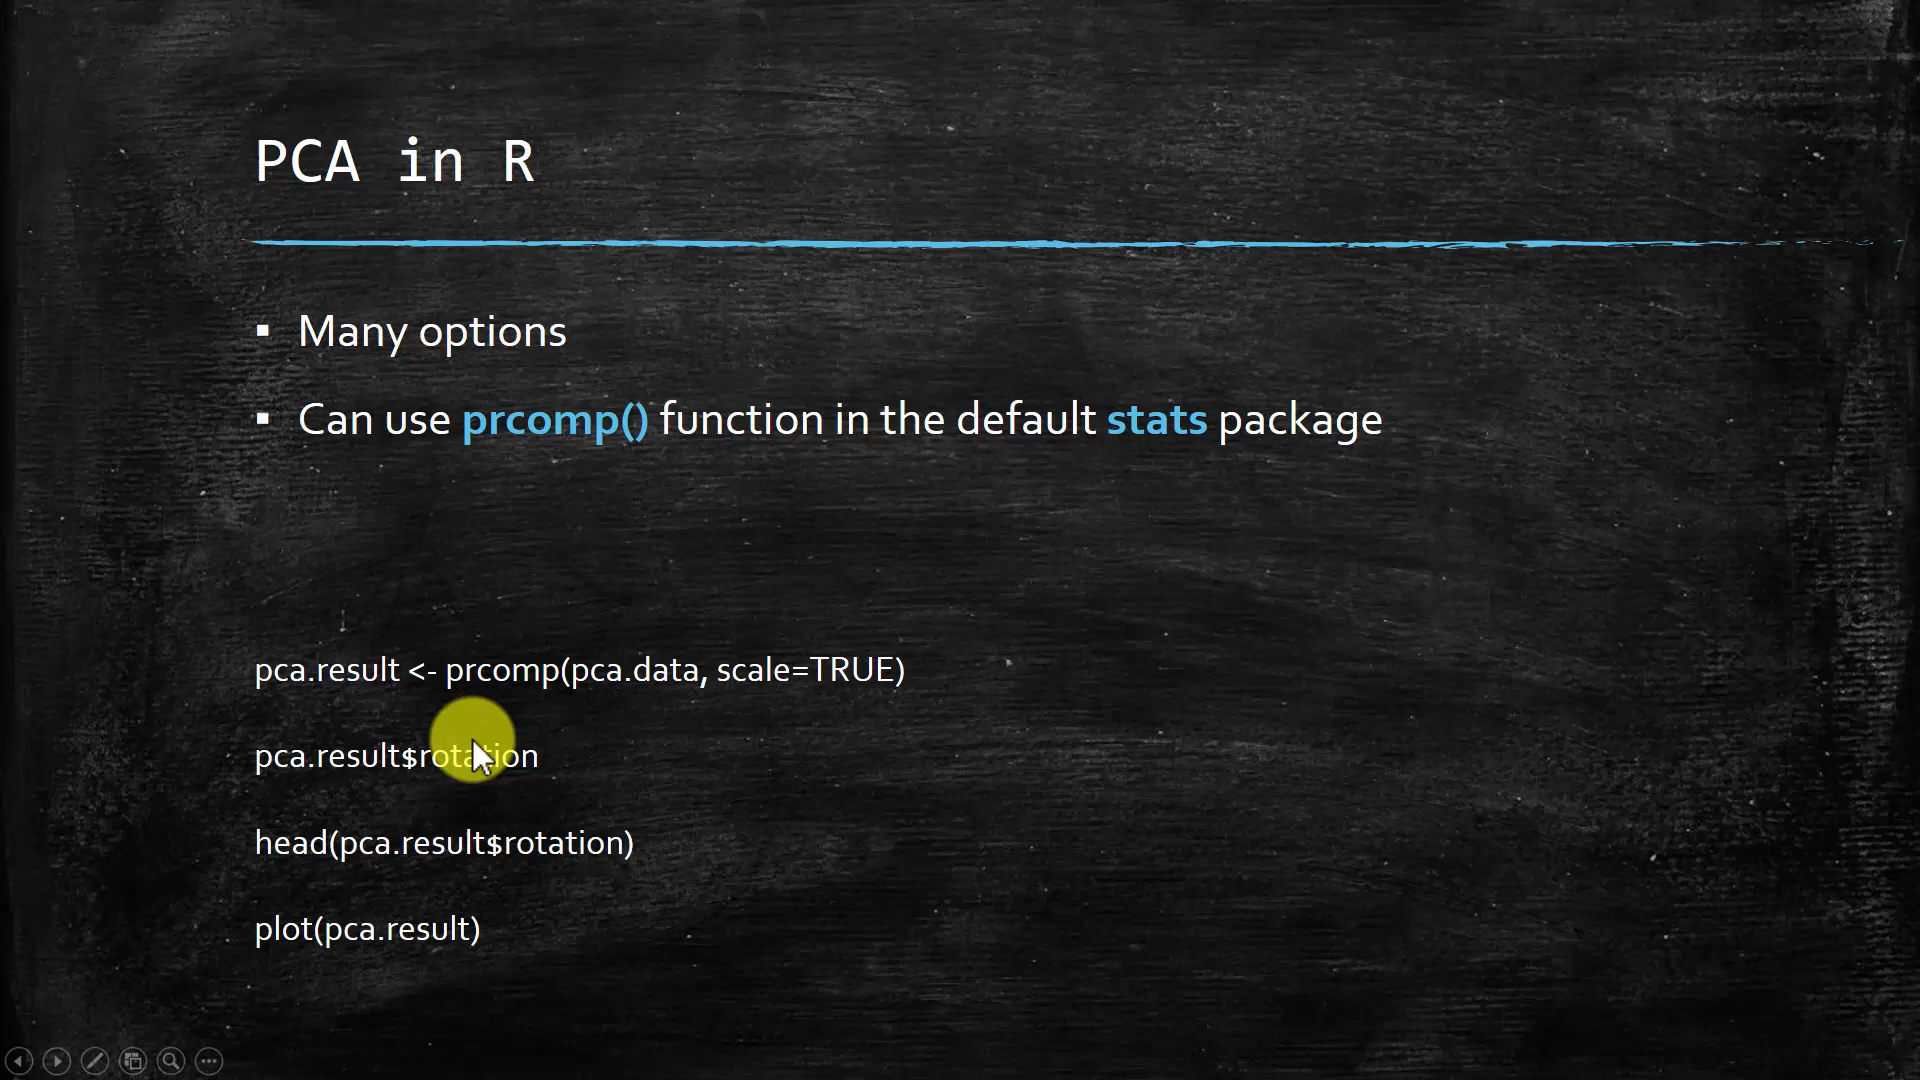 PCA in R
▪ Many options
▪ Can use prcomp() function in the default stats package
pca.result <- prcomp(pca.data, scale=TRUE)
pca.result$rotation
head(pca.result$rotation)
plot(pca.result)